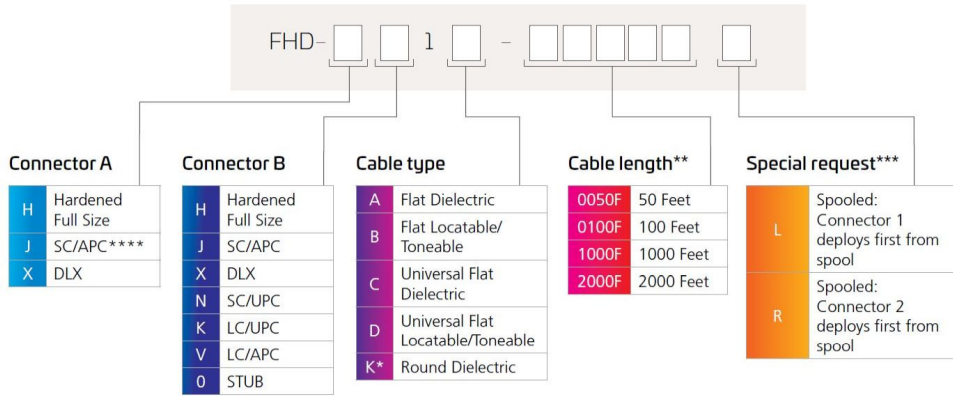 FHD- 1 -
Connector A
H Hardened
Full Size
J SC/APC****
X DLX
Connector B
H Hardened
Full Size
J SC/APC
X DLX
N SC/UPC
K LC/UPC
V LC/APC
0 STUB
Cable type
A Flat Dielectric
B Flat Locatable/
Toneable
C Universal Flat
Dielectric
D Universal Flat
Locatable/Toneable
K* Round Dielectric
Cable length**
0050F 50 Feet
0100F 100 Feet
1000F 1000 Feet
2000F 2000 Feet
Special request***
L Spooled:
Connector 1
deploys first from
spool
R Spooled:
Connector 2
deploys first from
spool